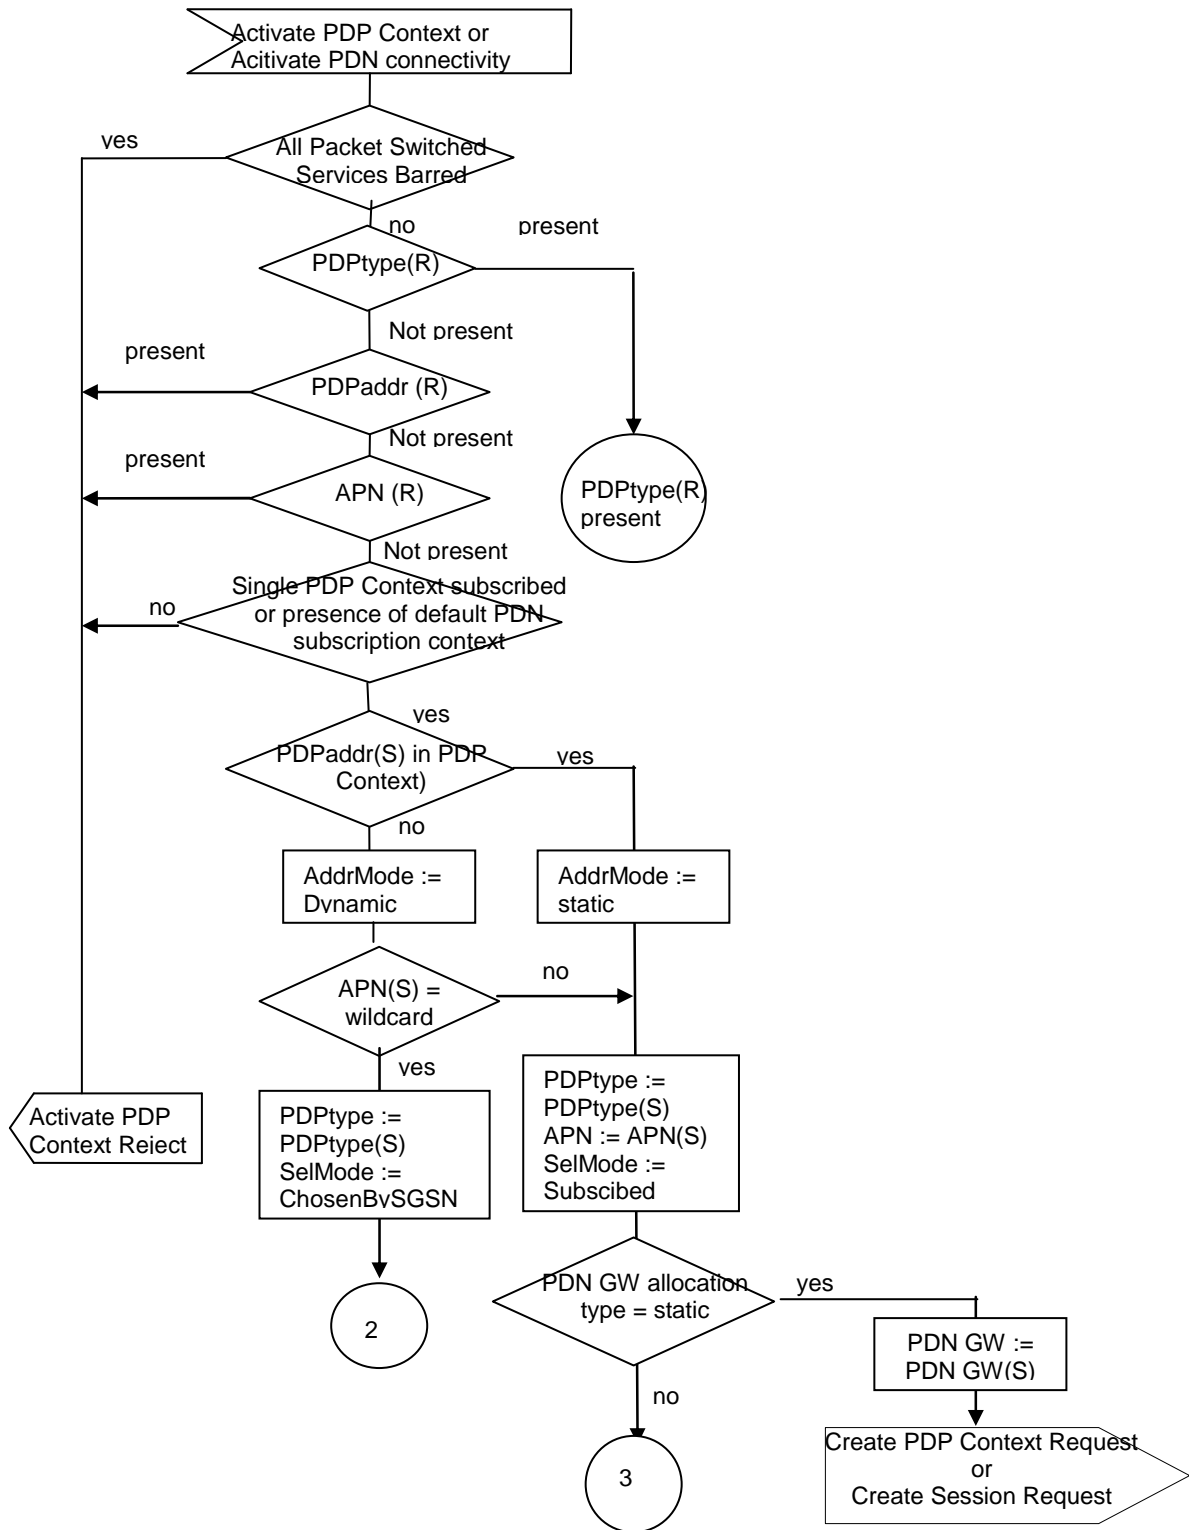 Activate PDP Context or
Acitivate PDN connectivity
yes
All Packet Switched
Services Barred
no
present
PDPtype(R)
Not present
present
PDPaddr (R)
Not present
present
APN (R)
PDPtype(R)
present
Not present
Single PDP Context subscribed
or presence of default PDN
subscription context
no
yes
PDPaddr(S) in PDP
Context)
yes
no
AddrMode :=
Dynamic
AddrMode :=
static
APN(S) =
wildcard
no
yes
Activate PDP
Context Reject
PDPtype :=
PDPtype(S)
SelMode :=
ChosenBySGSN
PDPtype :=
PDPtype(S)
APN := APN(S)
SelMode :=
Subscibed
PDN GW allocation
type = static
yes
2
PDN GW :=
PDN GW(S)
no
3
Create PDP Context Request
or
Create Session Request